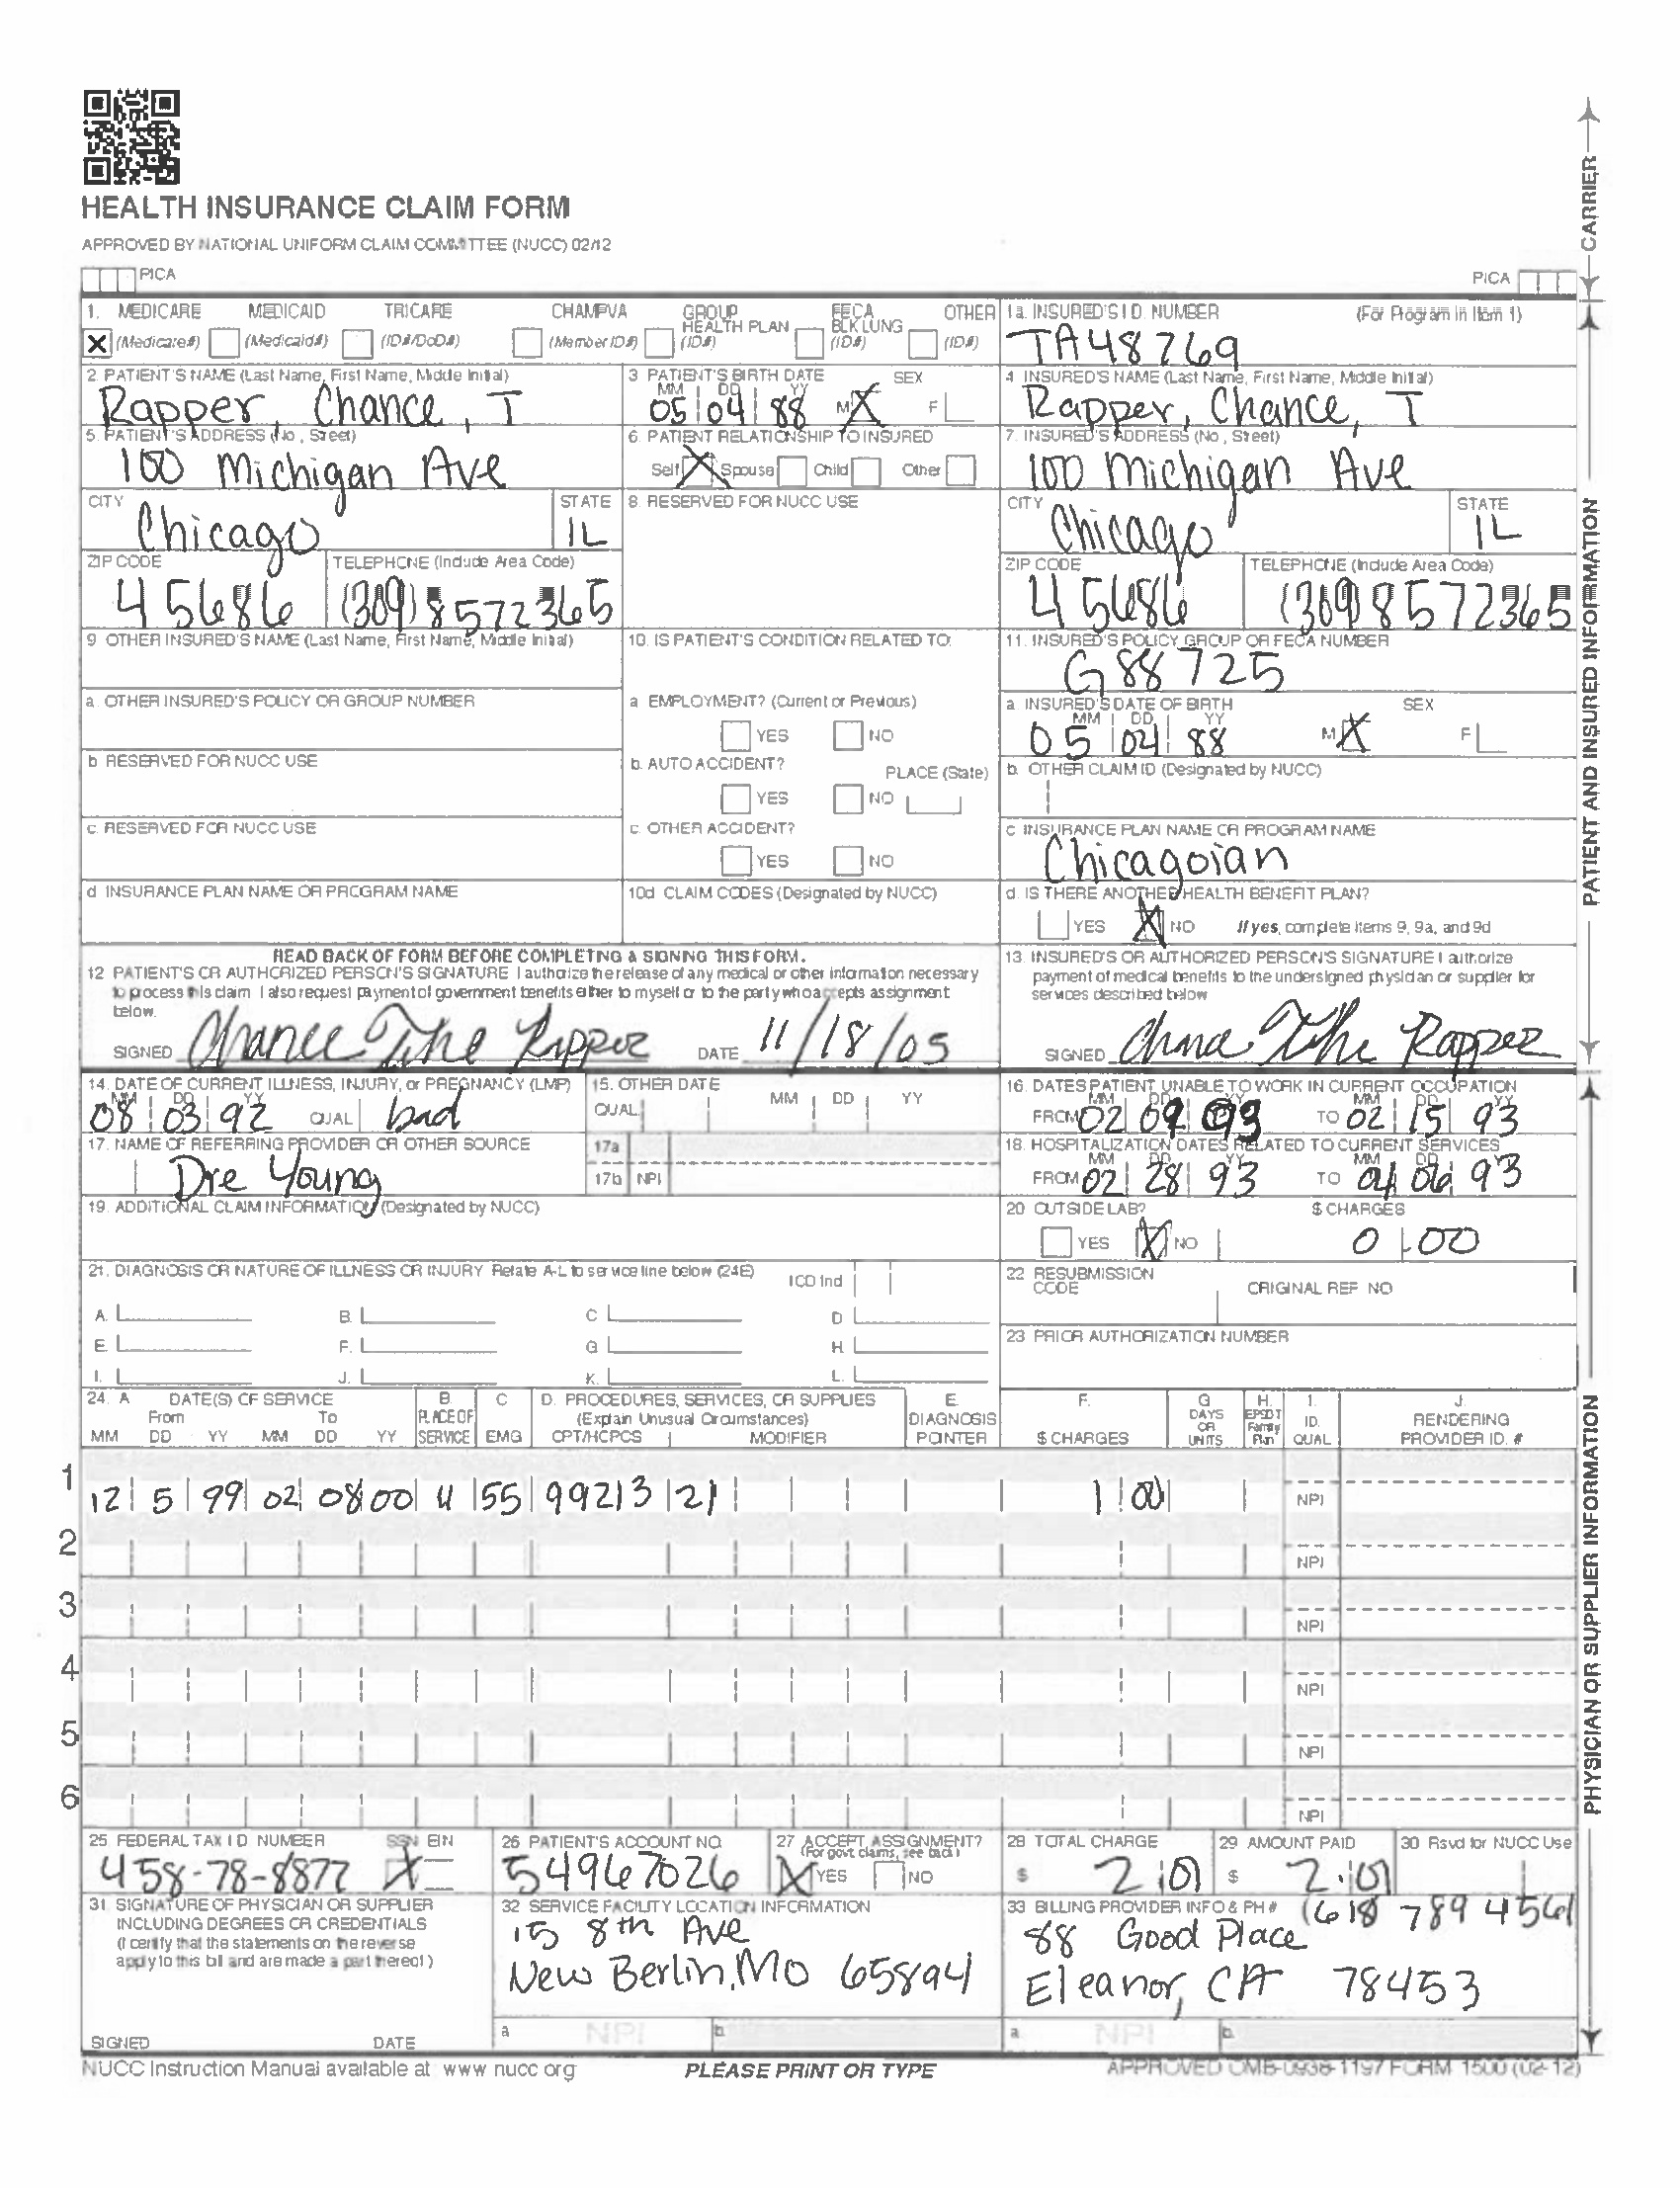 HEALTH INSURANCE CLAIM FORM
APPROVED BY NATIONAL UNIFORM CLAIM COMMITTEE (NUCC) 02/12
PICA
PICA
CARRIER
1. MEDICARE MEDICAID TRICARE CHAMPVA GROUP HEALTH PLAN FECA BLK LUNG OTHER
X (Medicare#) (Medicaid#) (ID#/DoD#) (Member ID#) (ID#) (ID#) (ID#)
1a. INSURED'S I.D. NUMBER (For Program in Item 1)
TA48769
2. PATIENT'S NAME (Last Name, First Name, Middle Initial)
Rapper, Chance, T
3. PATIENT'S BIRTH DATE SEX
MM DD YY
05 04 88 M X F
4. INSURED'S NAME (Last Name, First Name, Middle Initial)
Rapper, Chance, T
5. PATIENT'S ADDRESS (No., Street)
100 Michigan Ave
6. PATIENT RELATIONSHIP TO INSURED
Self X Spouse Child Other
7. INSURED'S ADDRESS (No., Street)
100 Michigan Ave
CITY STATE
Chicago IL
8. RESERVED FOR NUCC USE
CITY STATE
Chicago IL
ZIP CODE TELEPHONE (Include Area Code)
45686 (309) 8572365
ZIP CODE TELEPHONE (Include Area Code)
45686 (309) 8572365
9. OTHER INSURED'S NAME (Last Name, First Name, Middle Initial)
10. IS PATIENT'S CONDITION RELATED TO:
11. INSURED'S POLICY GROUP OR FECA NUMBER
G88725
a. OTHER INSURED'S POLICY OR GROUP NUMBER
a. EMPLOYMENT? (Current or Previous)
YES NO
a. INSURED'S DATE OF BIRTH SEX
MM DD YY
05 04 88 M X F
b. RESERVED FOR NUCC USE
b. AUTO ACCIDENT? PLACE (State)
YES NO
b. OTHER CLAIM ID (Designated by NUCC)
c. RESERVED FOR NUCC USE
c. OTHER ACCIDENT?
YES NO
c. INSURANCE PLAN NAME OR PROGRAM NAME
Chicagoian
d. INSURANCE PLAN NAME OR PROGRAM NAME
10d. CLAIM CODES (Designated by NUCC)
d. IS THERE ANOTHER HEALTH BENEFIT PLAN?
YES X NO If yes, complete items 9, 9a, and 9d
PATIENT AND INSURED INFORMATION
READ BACK OF FORM BEFORE COMPLETING & SIGNING THIS FORM.
12. PATIENT'S OR AUTHORIZED PERSON'S SIGNATURE I authorize the release of any medical or other information necessary
to process this claim. I also request payment of government benefits either to myself or to the party who accepts assignment
below.
SIGNED Chance The Rapper DATE 11/18/05
13. INSURED'S OR AUTHORIZED PERSON'S SIGNATURE I authorize
payment of medical benefits to the undersigned physician or supplier for
services described below
SIGNED The Rapper
14. DATE OF CURRENT ILLNESS, INJURY, or PREGNANCY (LMP)
MM DD YY
08 03 92 QUAL bad
15. OTHER DATE
QUAL MM DD YY
16. DATES PATIENT UNABLE TO WORK IN CURRENT OCCUPATION
MM DD YY MM DD YY
FROM 02 09 93 TO 02 15 93
17. NAME OF REFERRING PROVIDER OR OTHER SOURCE
Dre Young
17a
17b NPI
18. HOSPITALIZATION DATES RELATED TO CURRENT SERVICES
MM DD YY MM DD YY
FROM 02 28 93 TO 04 06 93
19. ADDITIONAL CLAIM INFORMATION (Designated by NUCC)
20. OUTSIDE LAB? $ CHARGES
YES X NO 0 .00
21. DIAGNOSIS OR NATURE OF ILLNESS OR INJURY Relate A-L to service line below (24E) ICD Ind
A. B. C. D.
E. F. G. H.
I. J. K. L.
22. RESUBMISSION CODE ORIGINAL REF. NO.
23. PRIOR AUTHORIZATION NUMBER
24. A. DATE(S) OF SERVICE B. C. D. PROCEDURES, SERVICES, OR SUPPLIES E. F. G. H. I. J.
From To PLACE OF (Explain Unusual Circumstances) DIAGNOSIS DAYS OR EPSDT Family ID. RENDERING
MM DD YY MM DD YY SERVICE EMG CPT/HCPCS MODIFIER POINTER $ CHARGES UNITS Plan QUAL PROVIDER ID. #
1 12 5 99 02 08 00 55 99213 21 1 00 NPI
2 NPI
3 NPI
4 NPI
5 NPI
6 NPI
PHYSICIAN OR SUPPLIER INFORMATION
25. FEDERAL TAX I.D. NUMBER SSN EIN
458-78-8877 X
26. PATIENT'S ACCOUNT NO.
54967026
27. ACCEPT ASSIGNMENT?
(For govt. claims, see back)
X YES NO
28. TOTAL CHARGE
$ 2 01
29. AMOUNT PAID
$ 2.01
30. Rsvd for NUCC Use
31. SIGNATURE OF PHYSICIAN OR SUPPLIER
INCLUDING DEGREES OR CREDENTIALS
(I certify that the statements on the reverse
apply to this bill and are made a part thereof.)
SIGNED DATE
32. SERVICE FACILITY LOCATION INFORMATION
15 8th Ave
New Berlin, MO 65894
a. NPI b.
33. BILLING PROVIDER INFO & PH # (618 789 4561
88 Good Place
Eleanor, CA 78453
a. NPI b.
NUCC Instruction Manual available at: www.nucc.org
PLEASE PRINT OR TYPE
APPROVED OMB-0938-1197 FORM 1500 (02-12)